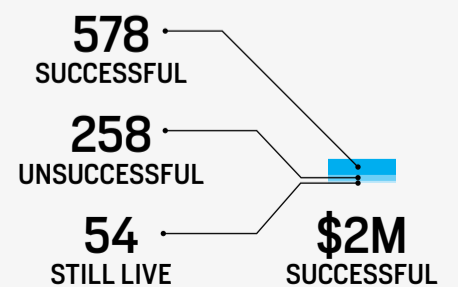 578
SUCCESSFUL
258
UNSUCCESSFUL
54
STILL LIVE
$2M
SUCCESSFUL